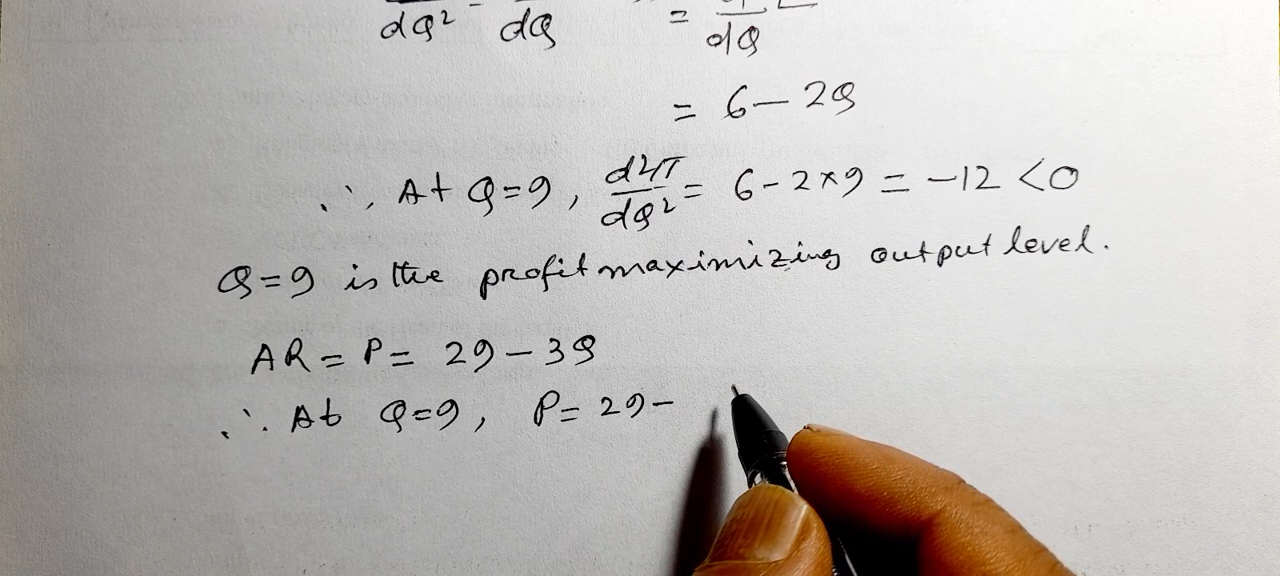 dQ² dQ = dQ
= 6 - 2Q
∴ At Q=9, d²π/dQ² = 6 - 2×9 = -12 < 0
Q=9 is the profit maximizing output level.
AR = P = 29 - 3Q
∴ At Q=9, P = 29 -